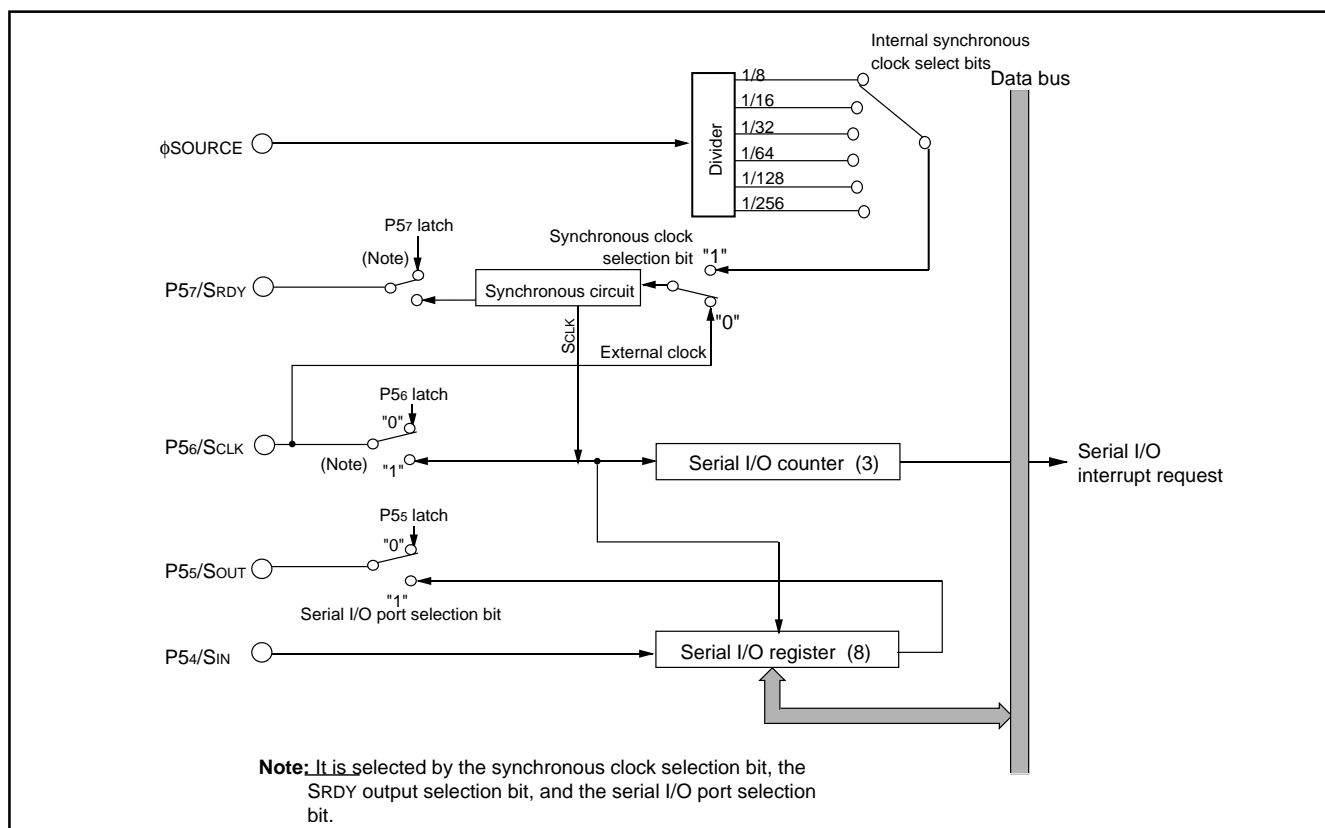 Internal synchronous
clock select bits
Data bus
1/8
1/16
1/32
1/64
1/128
1/256
Divider
φSOURCE
P57 latch
(Note)
Synchronous clock
selection bit
"1"
P57/SRDY
Synchronous circuit
"0"
SCLK
External clock
P56 latch
"0"
P56/SCLK
(Note)
"1"
Serial I/O counter (3)
Serial I/O
interrupt request
P55 latch
"0"
P55/SOUT
"1"
Serial I/O port selection bit
P54/SIN
Serial I/O register (8)
Note: It is selected by the synchronous clock selection bit, the
SRDY output selection bit, and the serial I/O port selection
bit.